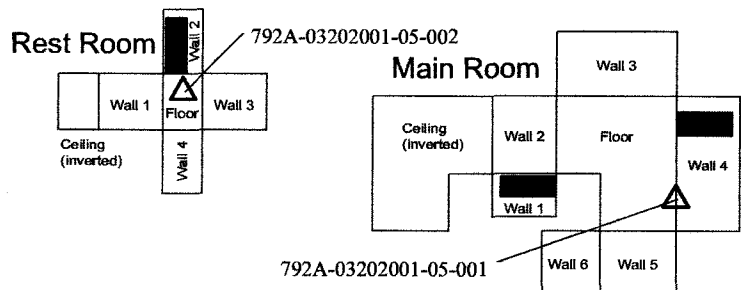 Rest Room
Wall 2
792A-03202001-05-002
Wall 1
Floor
Wall 3
Ceiling
(inverted)
Wall 4
Main Room
Wall 3
Ceiling
(inverted)
Wall 2
Floor
Wall 4
Wall 1
792A-03202001-05-001
Wall 6
Wall 5